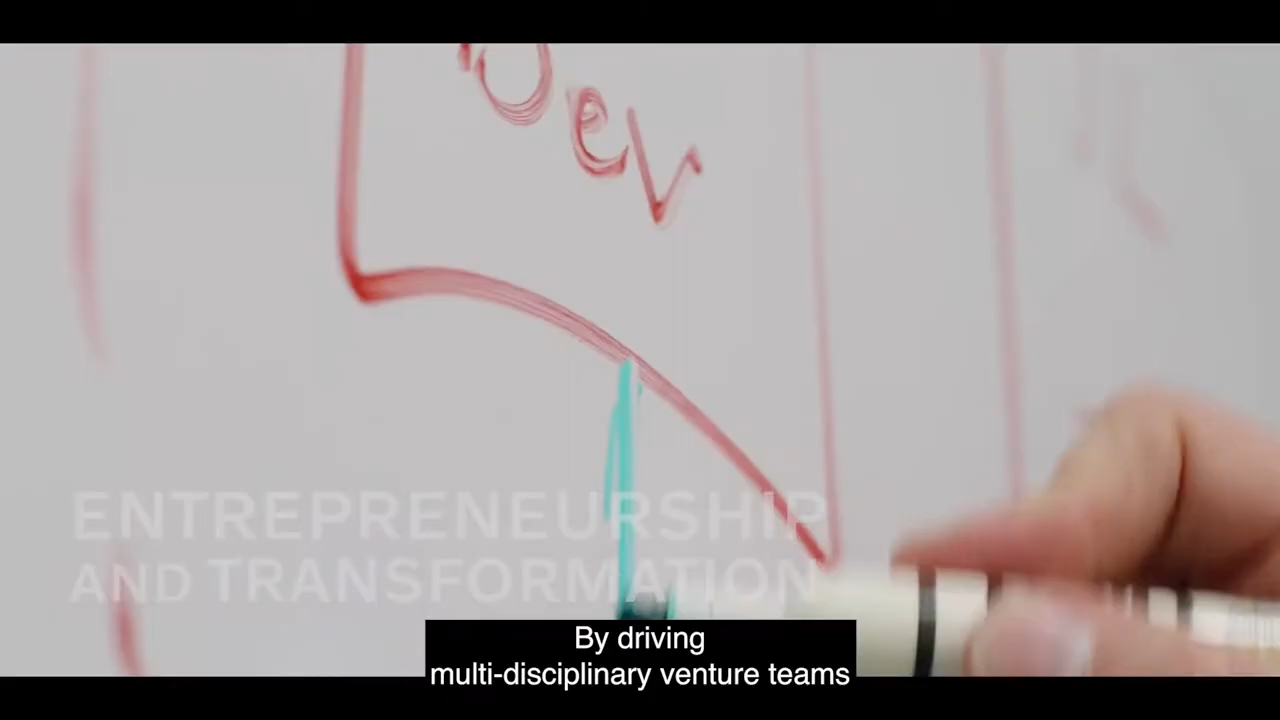 Dev
ENTREPRENEURSHIP
AND TRANSFORMATION
By driving
multi-disciplinary venture teams